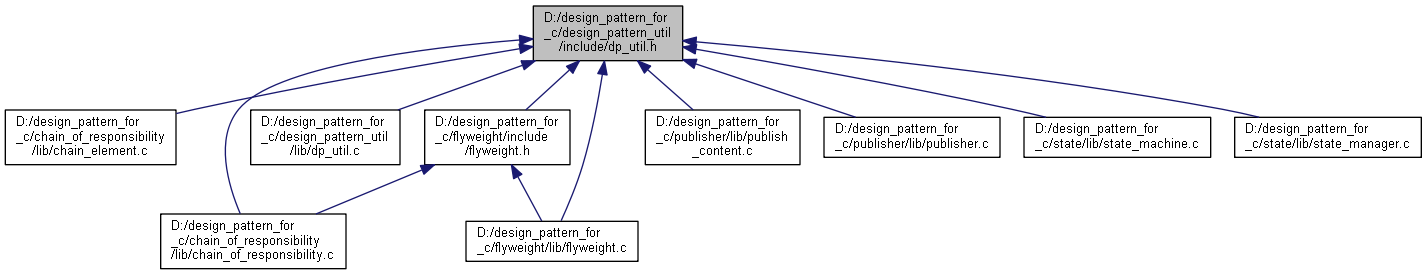 D:/design_pattern_for
_c/design_pattern_util
/include/dp_util.h
D:/design_pattern_for
_c/chain_of_responsibility
/lib/chain_element.c
D:/design_pattern_for
_c/design_pattern_util
/lib/dp_util.c
D:/design_pattern_for
_c/flyweight/include
/flyweight.h
D:/design_pattern_for
_c/publisher/lib/publish
_content.c
D:/design_pattern_for
_c/publisher/lib/publisher.c
D:/design_pattern_for
_c/state/lib/state_machine.c
D:/design_pattern_for
_c/state/lib/state_manager.c
D:/design_pattern_for
_c/chain_of_responsibility
/lib/chain_of_responsibility.c
D:/design_pattern_for
_c/flyweight/lib/flyweight.c